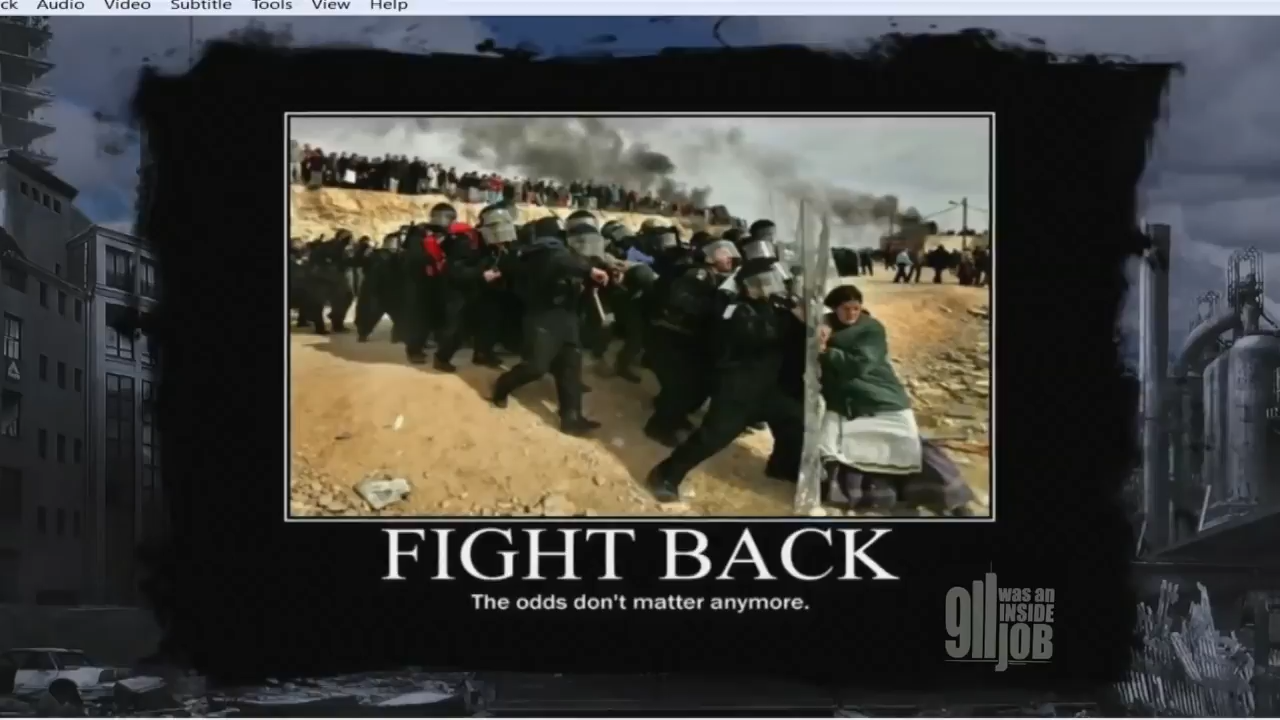 ck Audio Video Subtitle Tools View Help
FIGHT BACK
The odds don't matter anymore.
911 was an
INSIDE
JOB